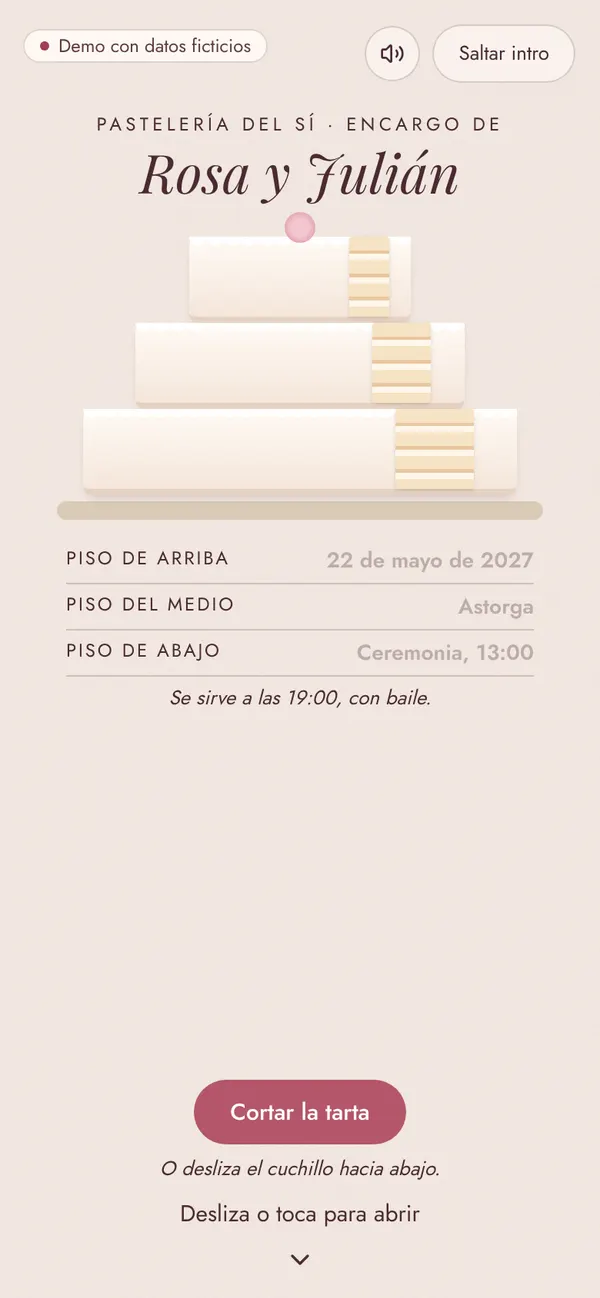 Demo con datos ficticios
Saltar intro
PASTELERÍA DEL SÍ · ENCARGO DE
Rosa y Julián
PISO DE ARRIBA 22 de mayo de 2027
PISO DEL MEDIO Astorga
PISO DE ABAJO Ceremonia, 13:00
Se sirve a las 19:00, con baile.
Cortar la tarta
O desliza el cuchillo hacia abajo.
Desliza o toca para abrir